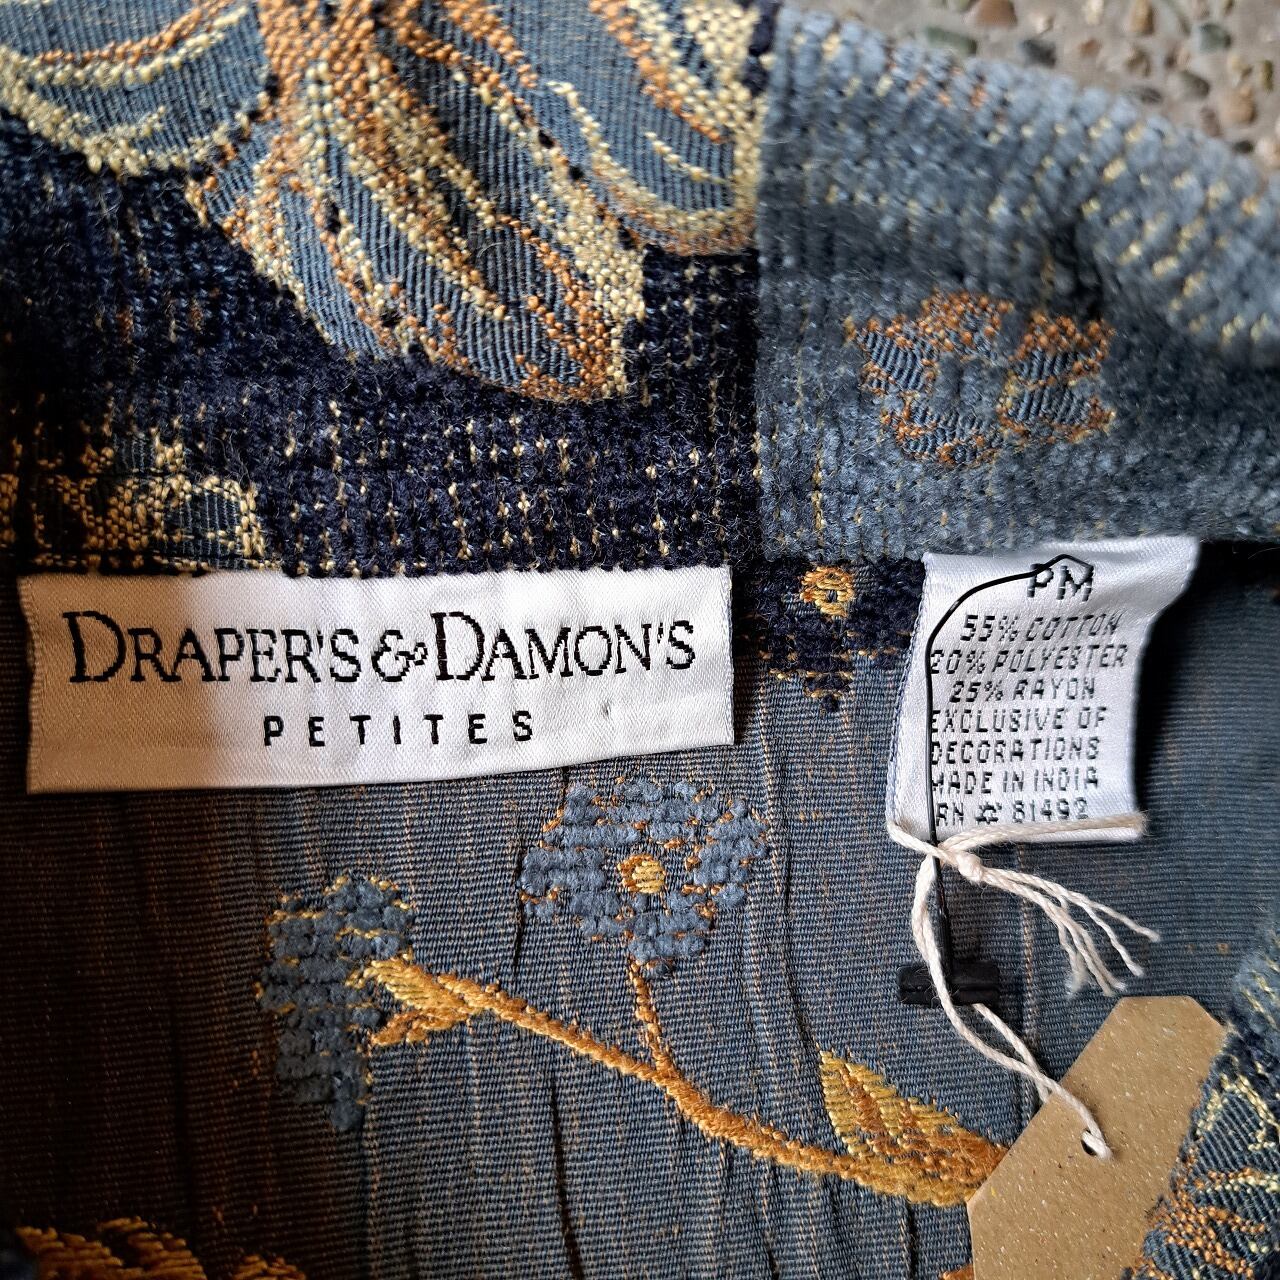 DRAPER'S & DAMON'S
PETITES
PM
55% COTTON
20% POLYESTER
25% RAYON
EXCLUSIVE OF
DECORATIONS
MADE IN INDIA
RN # 81492